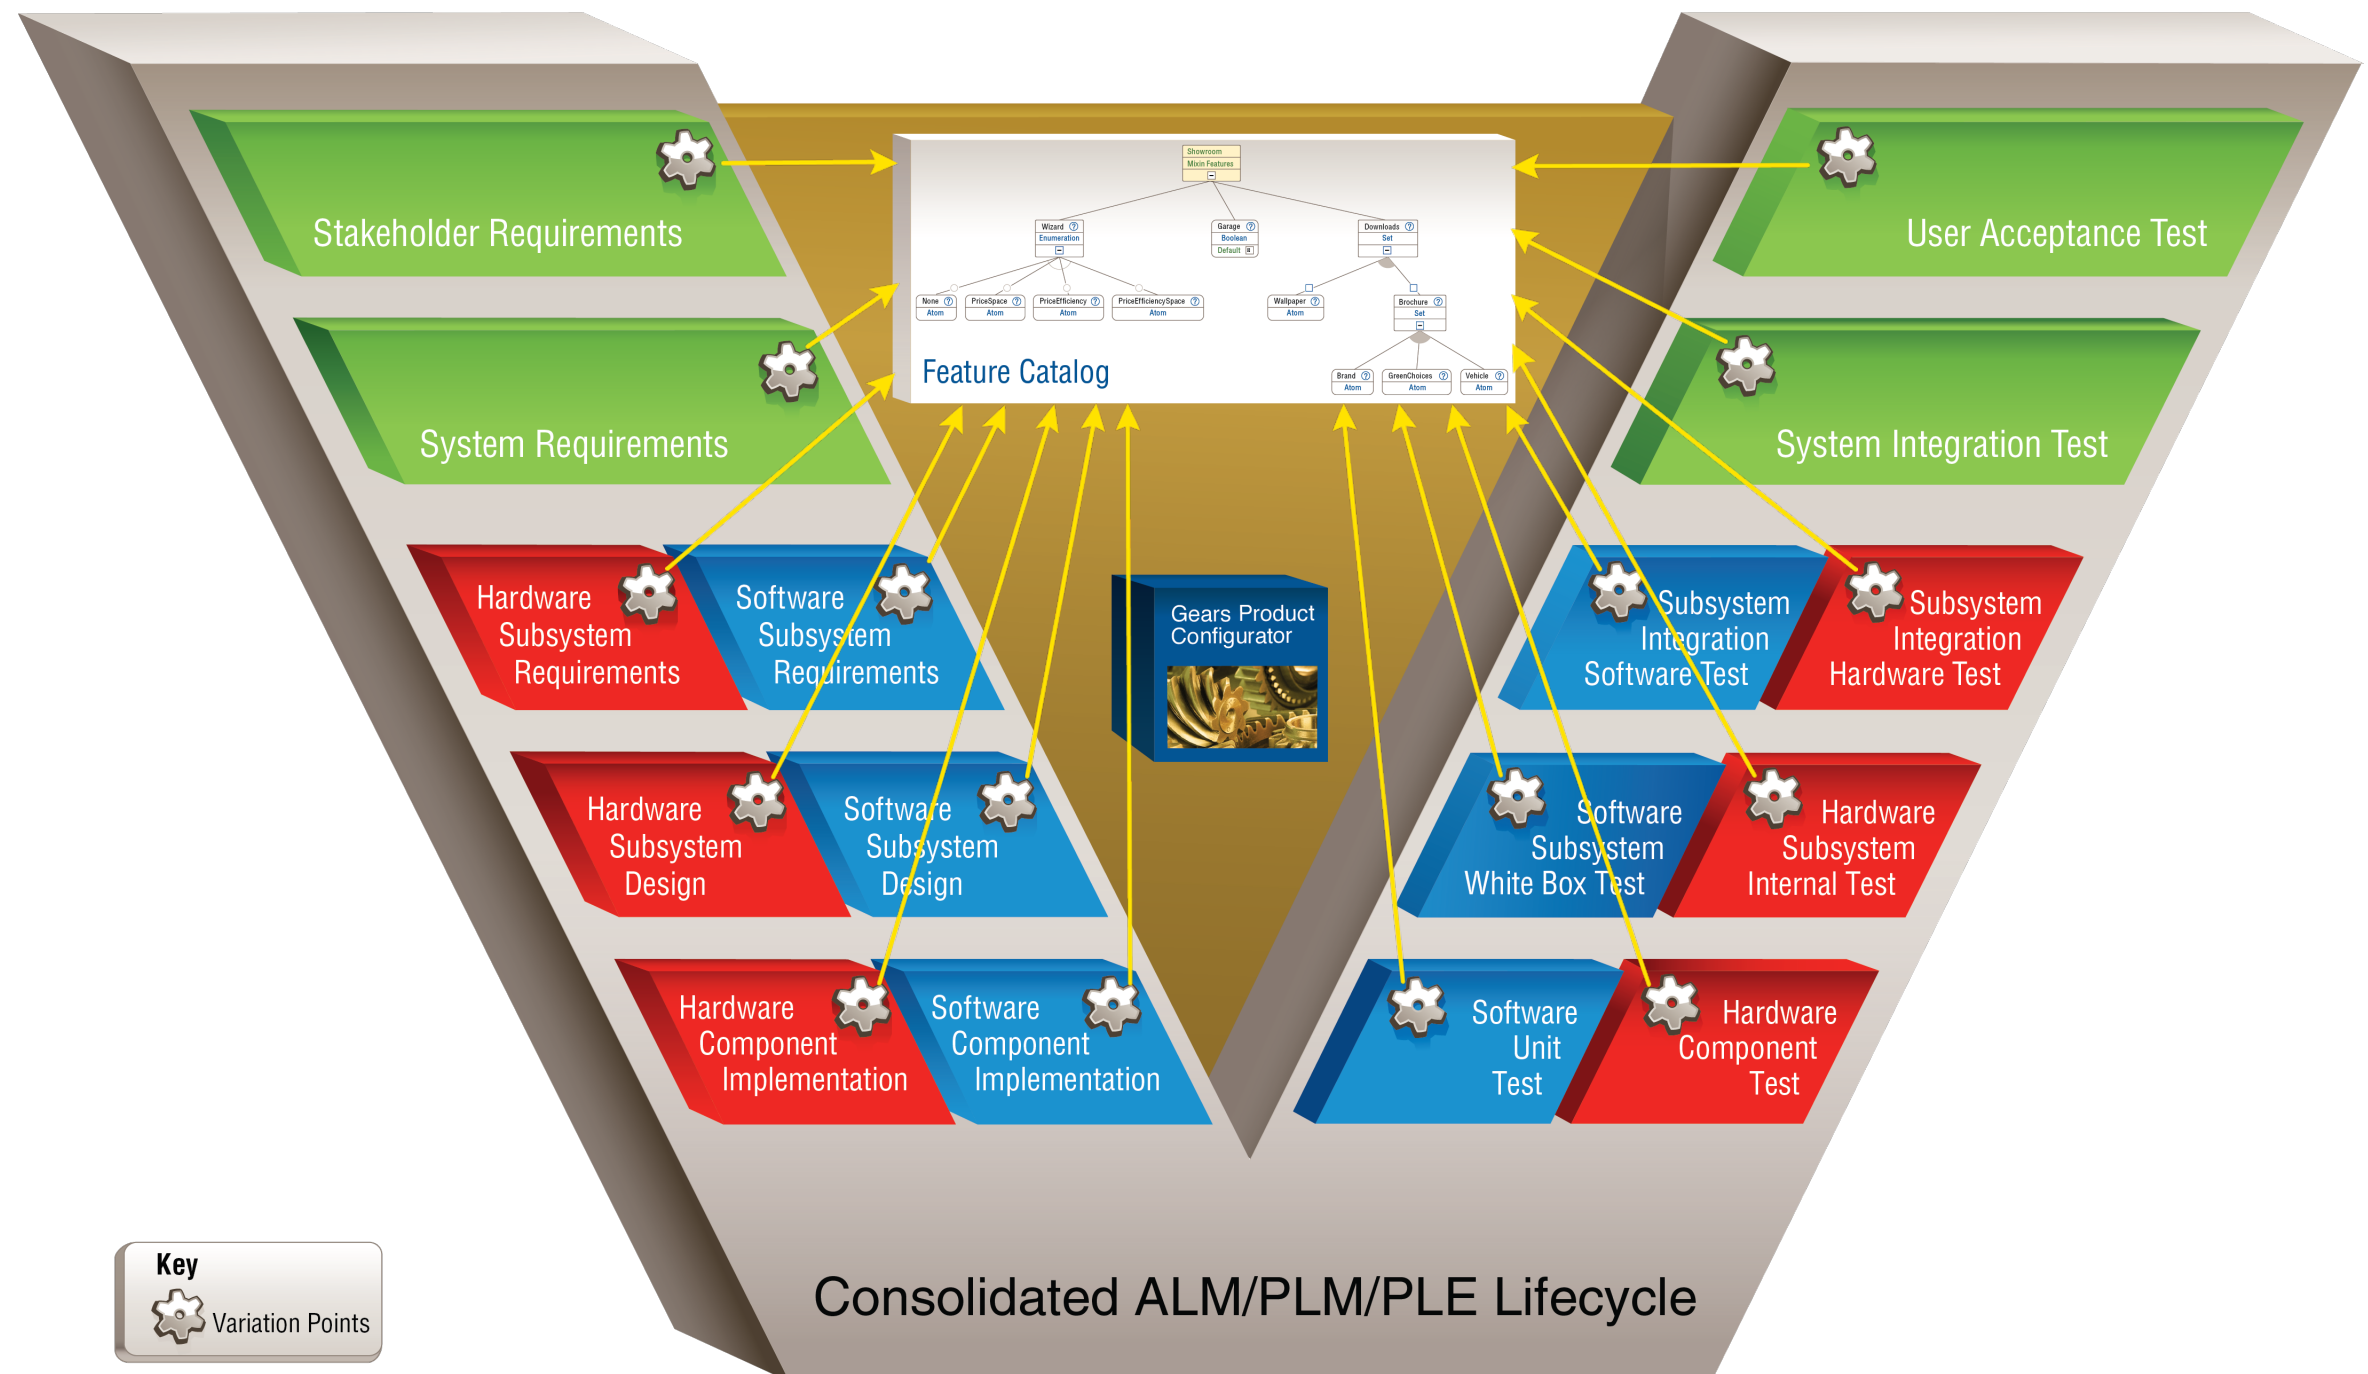 Stakeholder Requirements
System Requirements
Hardware
Subsystem
Requirements
Software
Subsystem
Requirements
Hardware
Subsystem
Design
Software
Subsystem
Design
Hardware
Component
Implementation
Software
Component
Implementation
Showroom
Mixin Features
Wizard ?
Enumeration
Garage ?
Boolean
Default
Downloads ?
Set
None ?
Atom
PriceSpace ?
Atom
PriceEfficiency ?
Atom
PriceEfficiencySpace ?
Atom
Wallpaper ?
Atom
Brochure ?
Set
Brand ?
Atom
GreenChoices ?
Atom
Vehicle ?
Atom
Feature Catalog
Gears Product
Configurator
User Acceptance Test
System Integration Test
Subsystem
Integration
Software Test
Subsystem
Integration
Hardware Test
Software
Subsystem
White Box Test
Hardware
Subsystem
Internal Test
Software
Unit
Test
Hardware
Component
Test
Consolidated ALM/PLM/PLE Lifecycle
Key
Variation Points